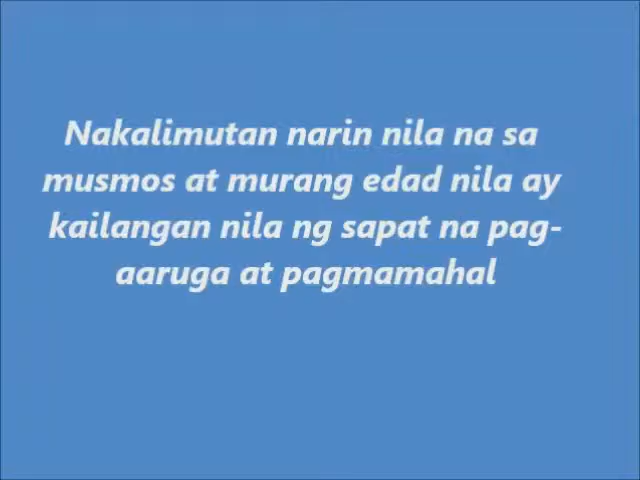 Nakalimutan narin nila na sa
musmos at murang edad nila ay
kailangan nila ng sapat na pag-
aaruga at pagmamahal